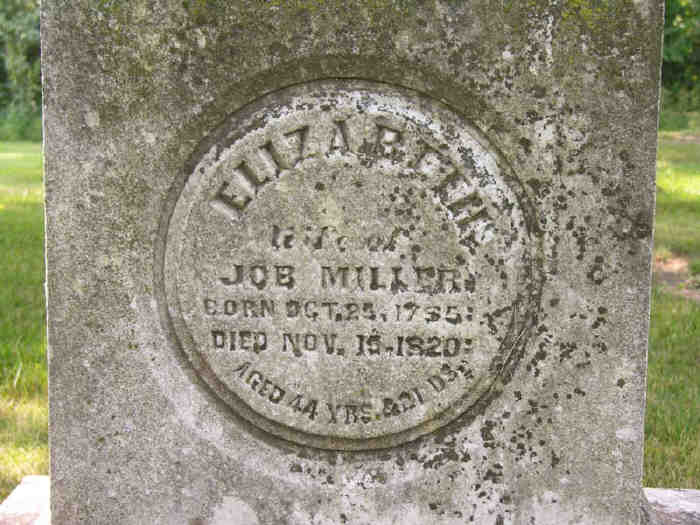 ELIZABETH
Wife of
JOB MILLER.
BORN OCT. 25,
DIED NOV. 15, 1820:
AGED 44 YRS. & 21 DS.